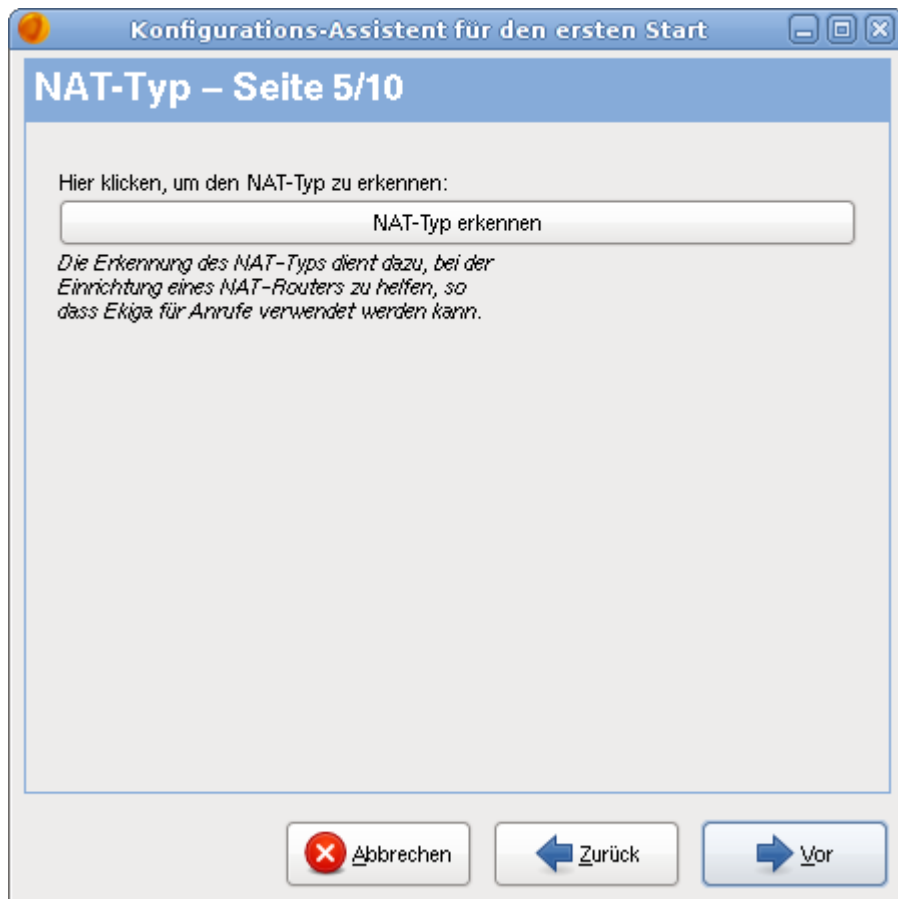 Konfigurations-Assistent für den ersten Start
NAT-Typ – Seite 5/10
Hier klicken, um den NAT-Typ zu erkennen:
NAT-Typ erkennen
Die Erkennung des NAT-Typs dient dazu, bei der
Einrichtung eines NAT-Routers zu helfen, so
dass Ekiga für Anrufe verwendet werden kann.
Abbrechen
Zurück
Vor